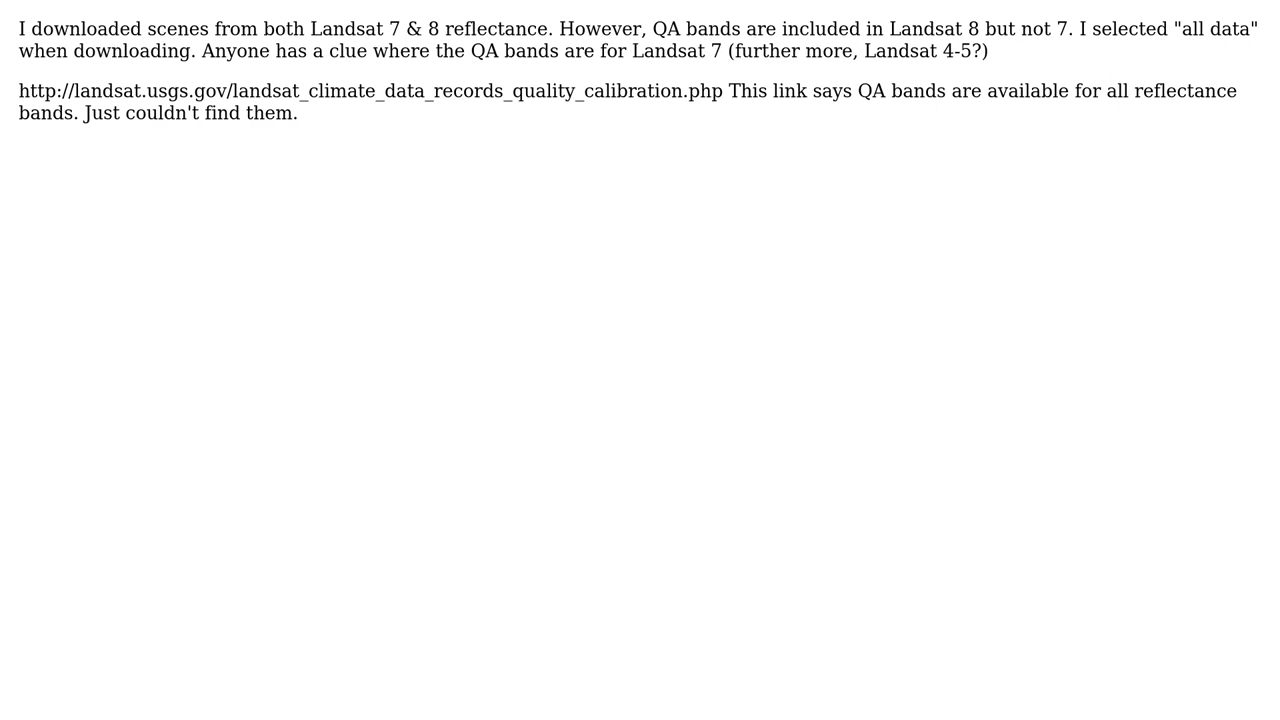 I downloaded scenes from both Landsat 7 & 8 reflectance. However, QA bands are included in Landsat 8 but not 7. I selected "all data"
when downloading. Anyone has a clue where the QA bands are for Landsat 7 (further more, Landsat 4-5?)
http://landsat.usgs.gov/landsat_climate_data_records_quality_calibration.php This link says QA bands are available for all reflectance
bands. Just couldn't find them.